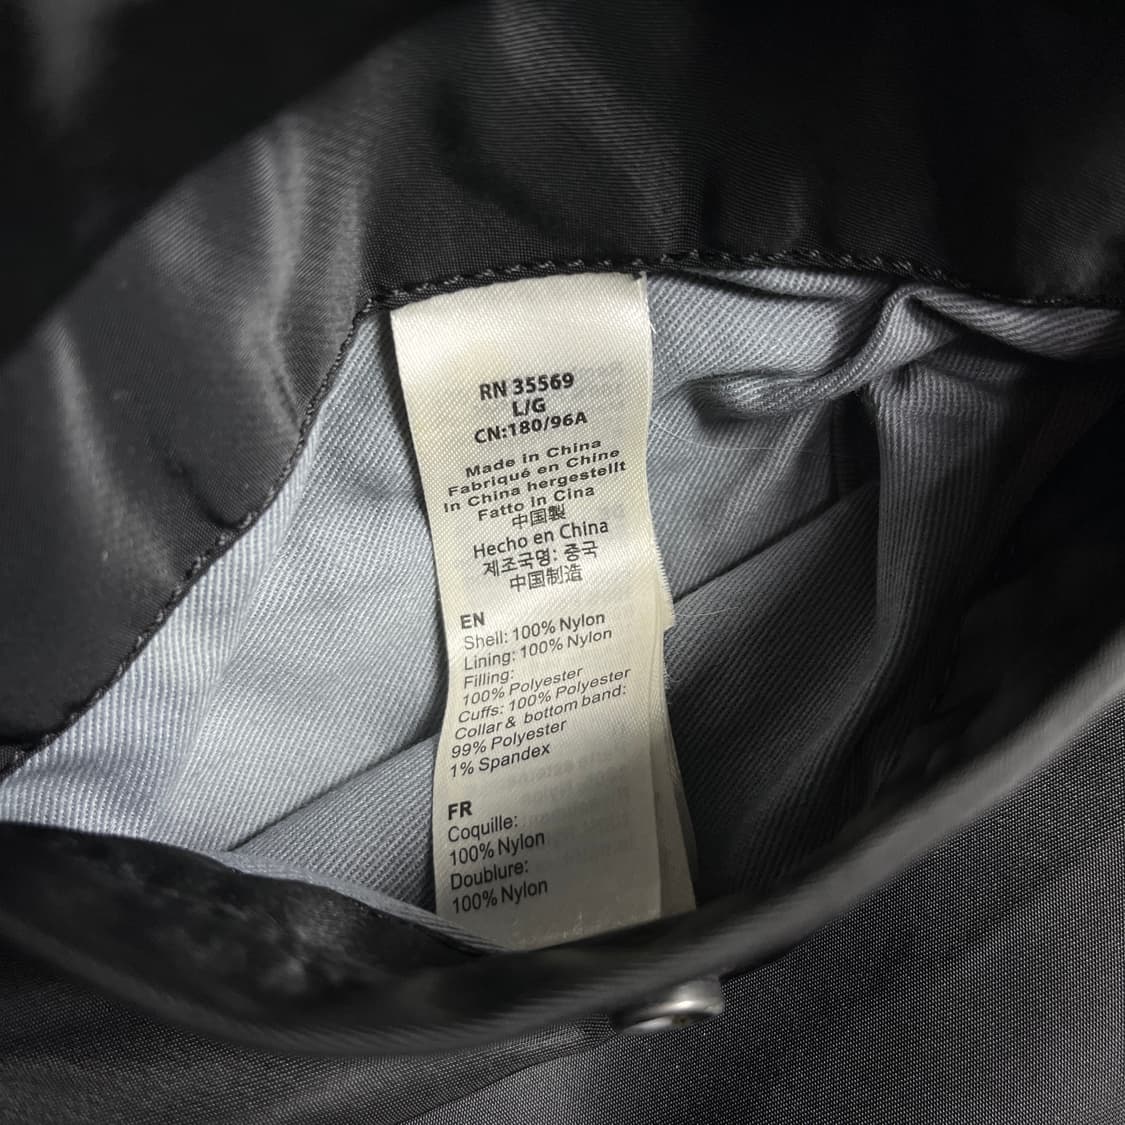 RN 35569
L/G
CN:180/96A
Made in China
Fabriqué en Chine
In China hergestellt
Fatto in Cina
中国製
Hecho en China
제조국명: 중국
中国制造
EN
Shell: 100% Nylon
Lining: 100% Nylon
Filling:
100% Polyester
Cuffs: 100% Polyester
Collar & bottom band:
99% Polyester
1% Spandex
FR
Coquille:
100% Nylon
Doublure:
100% Nylon